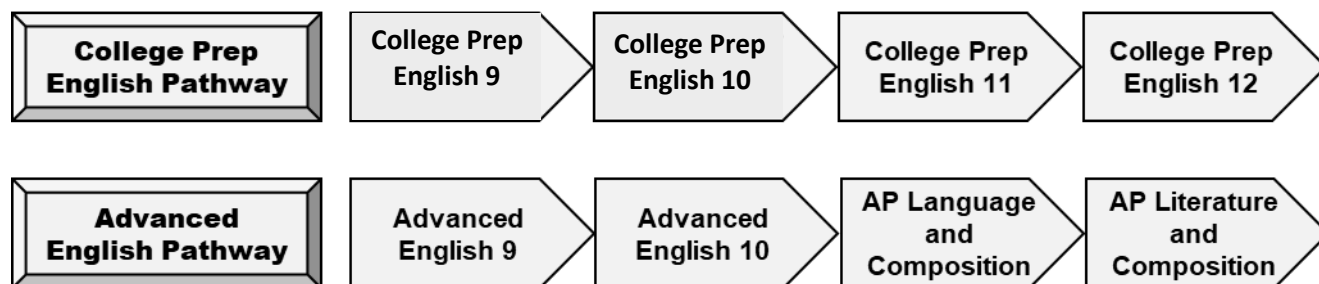 College Prep
English Pathway
College Prep
English 9
College Prep
English 10
College Prep
English 11
College Prep
English 12
Advanced
English Pathway
Advanced
English 9
Advanced
English 10
AP Language
and
Composition
AP Literature
and
Composition